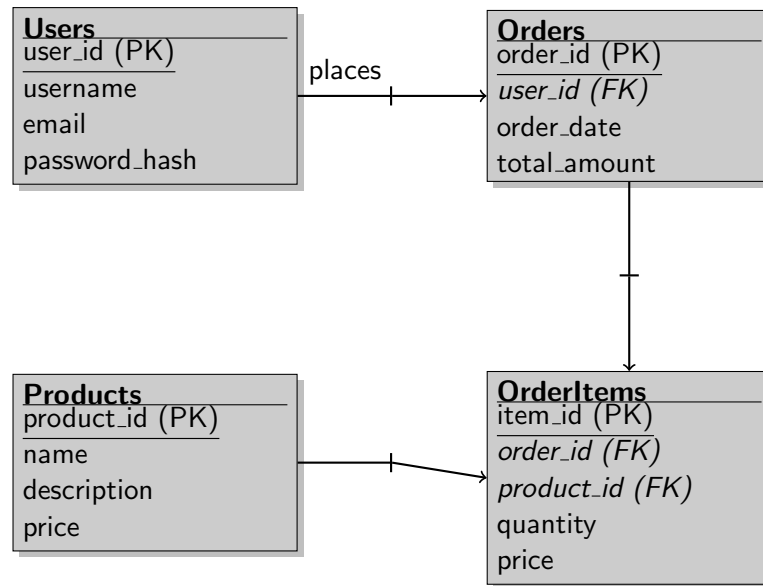 Users
user_id (PK)
username
email
password_hash
places
Orders
order_id (PK)
user_id (FK)
order_date
total_amount
Products
product_id (PK)
name
description
price
OrderItems
item_id (PK)
order_id (FK)
product_id (FK)
quantity
price